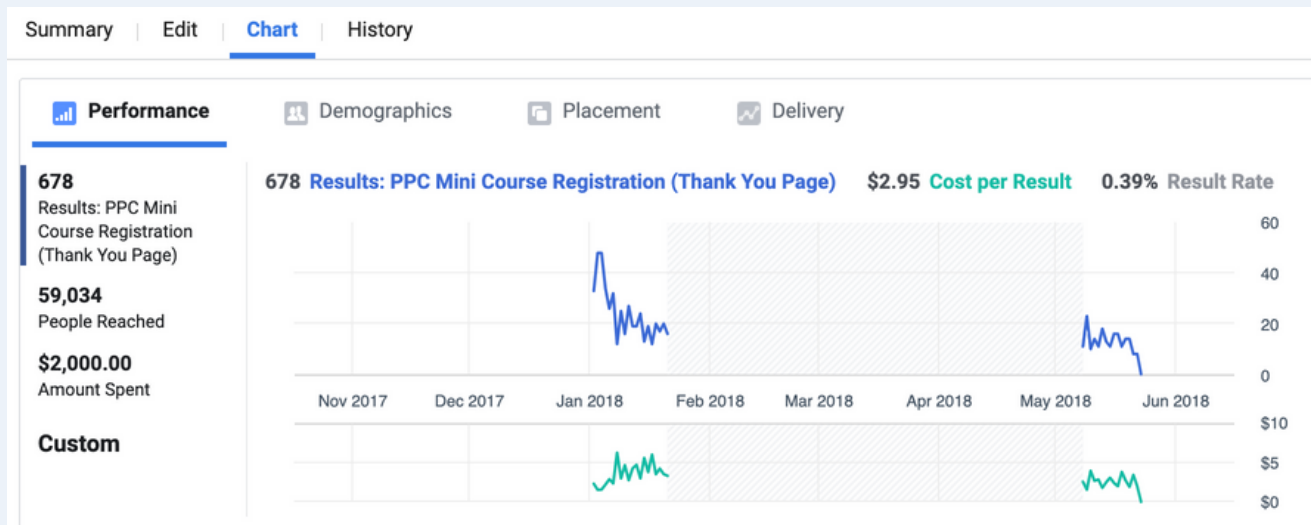 Summary Edit Chart History
Performance Demographics Placement Delivery
678
Results: PPC Mini
Course Registration
(Thank You Page)
59,034
People Reached
$2,000.00
Amount Spent
Custom
678 Results: PPC Mini Course Registration (Thank You Page) $2.95 Cost per Result 0.39% Result Rate
60
40
20
0
Nov 2017 Dec 2017 Jan 2018 Feb 2018 Mar 2018 Apr 2018 May 2018 Jun 2018
$10
$5
$0